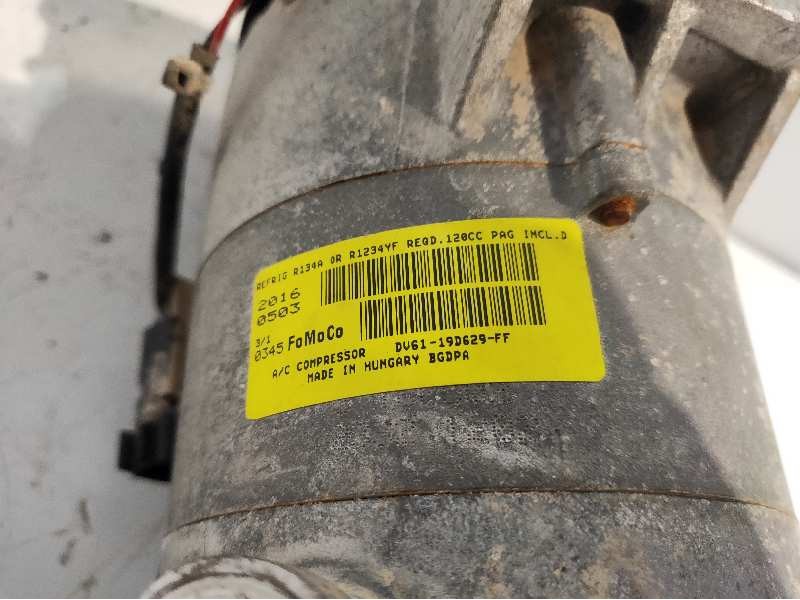 REFRIG R134A OR R1234YF REQD.120CC PAG INCL.D
2016
0503
3/1
0345 FoMoCo
DV61-19D629-FF
A/C COMPRESSOR
MADE IN HUNGARY BGDPA